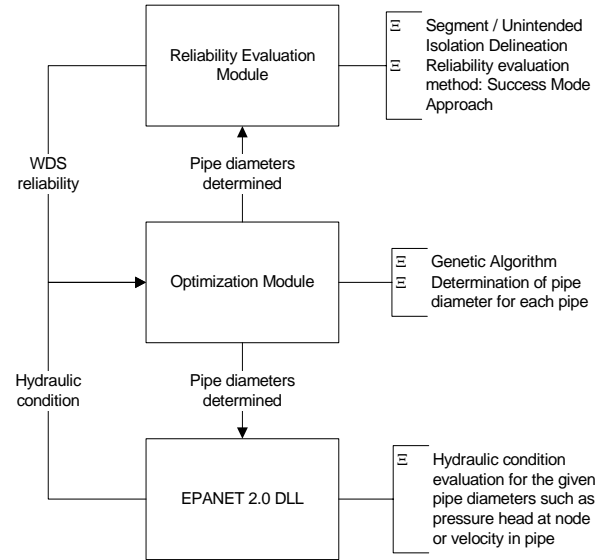 Reliability Evaluation
Module
Ξ Segment / Unintended
Isolation Delineation
Ξ Reliability evaluation
method: Success Mode
Approach
WDS
reliability
Pipe diameters
determined
Optimization Module
Ξ Genetic Algorithm
Ξ Determination of pipe
diameter for each pipe
Hydraulic
condition
Pipe diameters
determined
EPANET 2.0 DLL
Ξ Hydraulic condition
evaluation for the given
pipe diameters such as
pressure head at node
or velocity in pipe